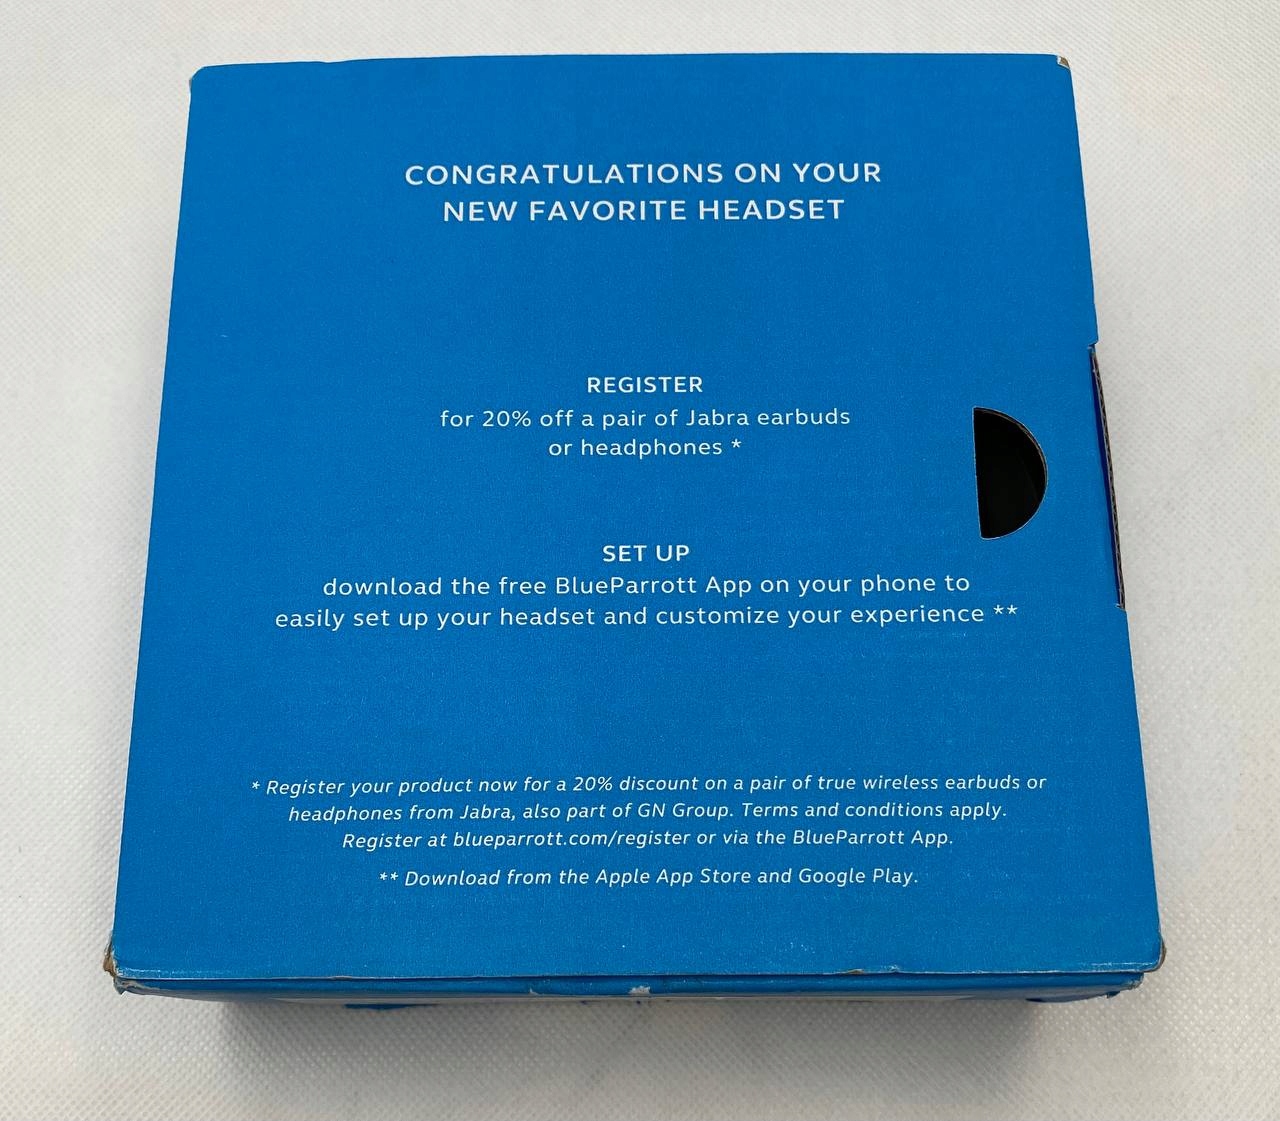 CONGRATULATIONS ON YOUR
NEW FAVORITE HEADSET
REGISTER
for 20% off a pair of Jabra earbuds
or headphones *
SET UP
download the free BlueParrott App on your phone to
easily set up your headset and customize your experience **
* Register your product now for a 20% discount on a pair of true wireless earbuds or
headphones from Jabra, also part of GN Group. Terms and conditions apply.
Register at blueparrott.com/register or via the BlueParrott App.
** Download from the Apple App Store and Google Play.